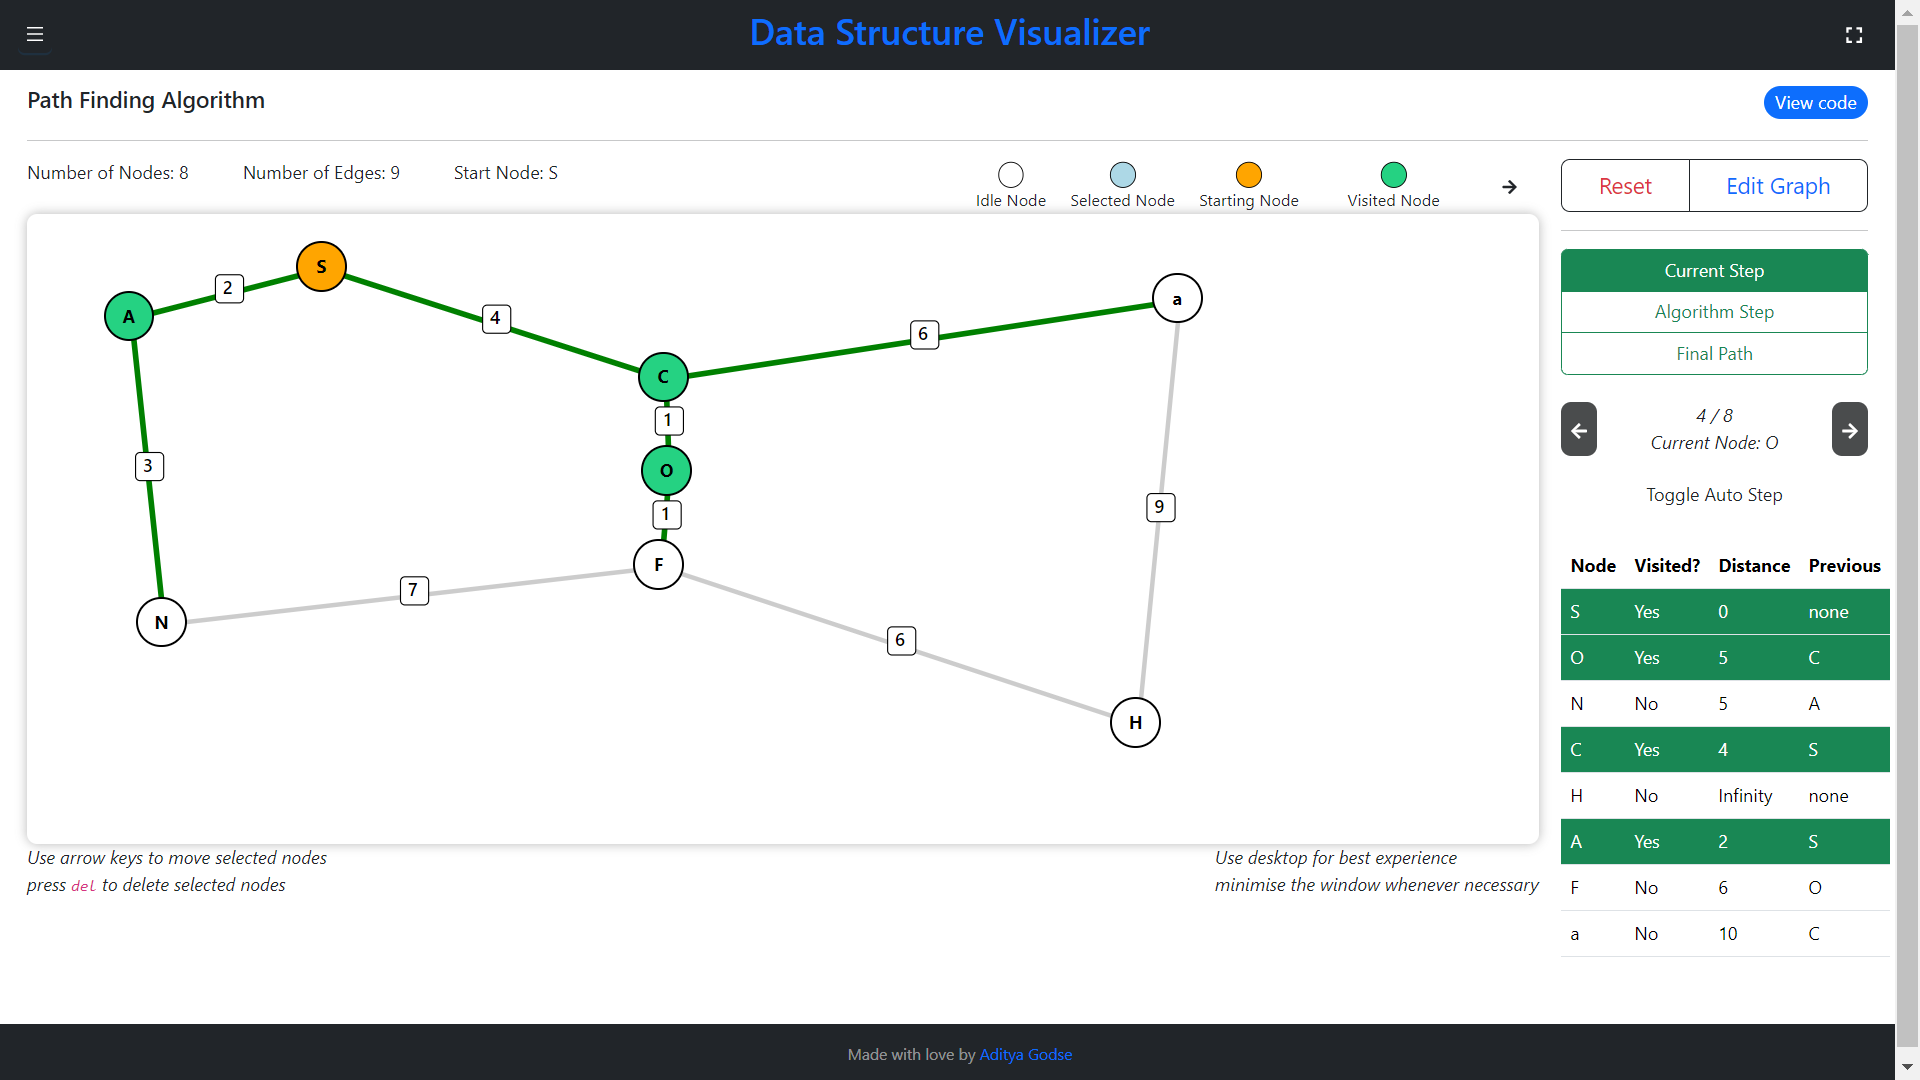 Data Structure Visualizer
Path Finding Algorithm
View code
Number of Nodes: 8
Number of Edges: 9
Start Node: S
Idle Node
Selected Node
Starting Node
Visited Node
Reset
Edit Graph
S
2
A
4
a
6
C
1
O
3
1
9
F
7
N
6
H
Current Step
Algorithm Step
Final Path
4 / 8
Current Node: O
Toggle Auto Step
Node Visited? Distance Previous
S Yes 0 none
O Yes 5 C
N No 5 A
C Yes 4 S
H No Infinity none
A Yes 2 S
F No 6 O
a No 10 C
Use arrow keys to move selected nodes
press del to delete selected nodes
Use desktop for best experience
minimise the window whenever necessary
Made with love by Aditya Godse